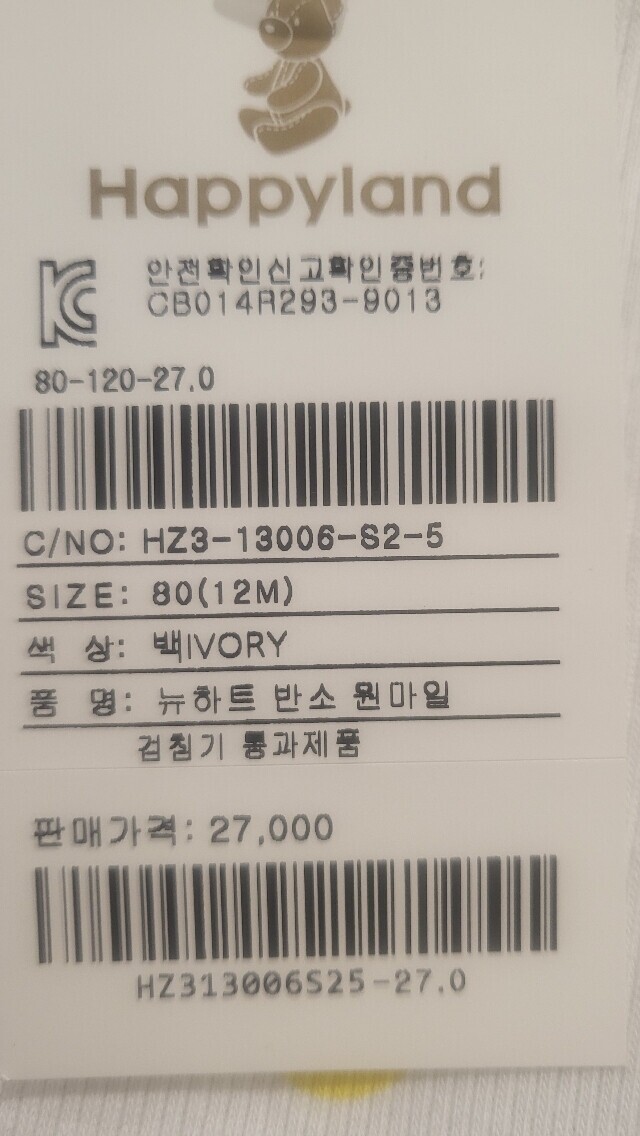 Happyland
안전확인신고확인증번호:
CB014R293-9013
80-120-27.0
C/NO: HZ3-13006-S2-5
SIZE: 80(12M)
색 상: 백IVORY
품 명: 뉴하트 반소 원마일
검침기 통과제품
판매가격: 27,000
HZ313006S25-27.0